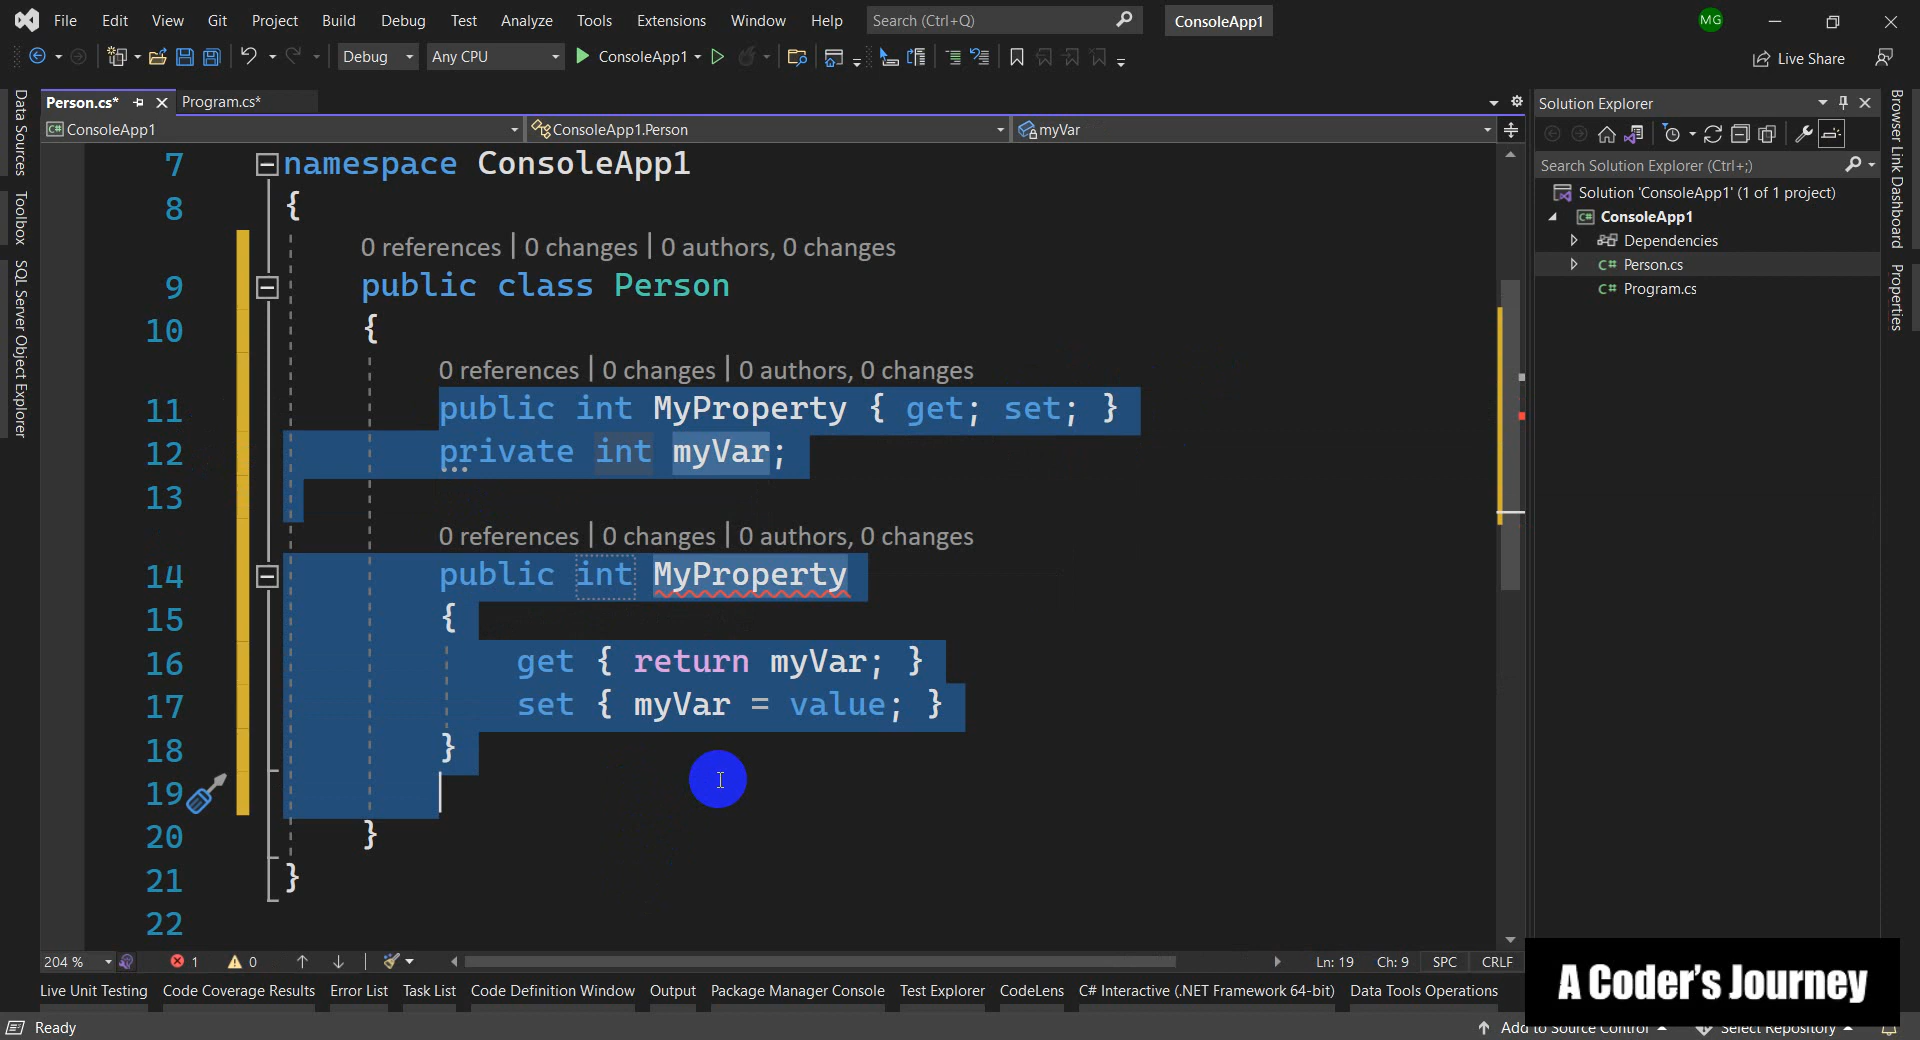 File Edit View Git Project Build Debug Test Analyze Tools Extensions Window Help Search (Ctrl+Q) ConsoleApp1 MG
Debug Any CPU ConsoleApp1 Live Share
Data Sources
Toolbox
SQL Server Object Explorer
Person.cs* Program.cs*
ConsoleApp1 ConsoleApp1.Person myVar
7 namespace ConsoleApp1
8 {
0 references | 0 changes | 0 authors, 0 changes
9 public class Person
10 {
0 references | 0 changes | 0 authors, 0 changes
11 public int MyProperty { get; set; }
12 private int myVar;
13
0 references | 0 changes | 0 authors, 0 changes
14 public int MyProperty
15 {
16 get { return myVar; }
17 set { myVar = value; }
18 }
19
20 }
21 }
22
204 % 1 0 Ln: 19 Ch: 9 SPC CRLF
Solution Explorer
Search Solution Explorer (Ctrl+;)
Solution 'ConsoleApp1' (1 of 1 project)
C# ConsoleApp1
Dependencies
C# Person.cs
C# Program.cs
Browser Link Dashboard
Properties
Live Unit Testing Code Coverage Results Error List Task List Code Definition Window Output Package Manager Console Test Explorer CodeLens C# Interactive (.NET Framework 64-bit) Data Tools Operations
A Coder's Journey
Ready Add to Source Control Select Repository